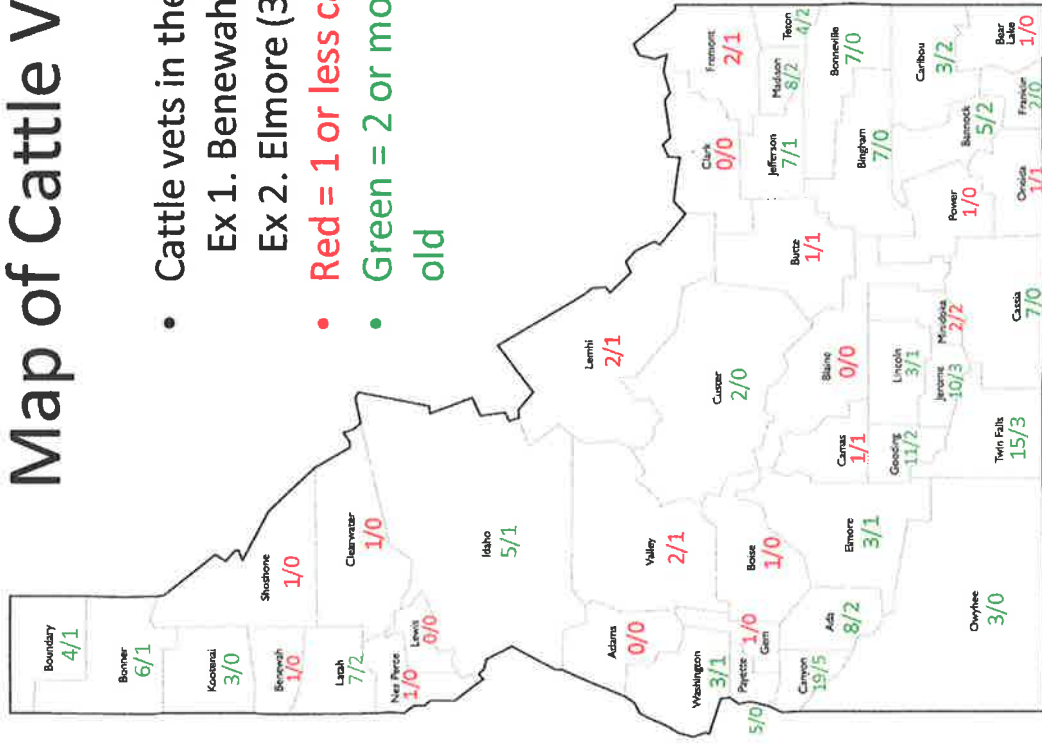 Map of Cattle V
• Cattle vets in the
Ex 1. Benewah
Ex 2. Elmore (3
• Red = 1 or less c
• Green = 2 or mo
old
Boundary
4/1
Bonner
6/1
Kootenai
3/0
Shoshone
1/0
Benewah
1/0
Latah
7/2
Clearwater
1/0
Nez Perce
1/0
Lewis
0/0
Idaho
5/1
Lemhi
2/1
Adams
0/0
Valley
2/1
Washington
3/1
Payette
5/0
Gem
1/0
Boise
1/0
Custer
2/0
Clark
0/0
Fremont
2/1
Jefferson
7/1
Madison
8/2
Teton
4/2
Butte
1/1
Bonneville
7/0
Canyon
19/5
Ada
8/2
Elmore
3/1
Camas
1/1
Blaine
0/0
Bingham
7/0
Caribou
3/2
Gooding
11/2
Lincoln
3/1
Jerome
10/3
Minidoka
2/2
Power
1/0
Bannock
5/2
Bear
Lake
1/0
Owyhee
3/0
Twin Falls
15/3
Cassia
7/0
Oneida
1/1
Franklin
2/0